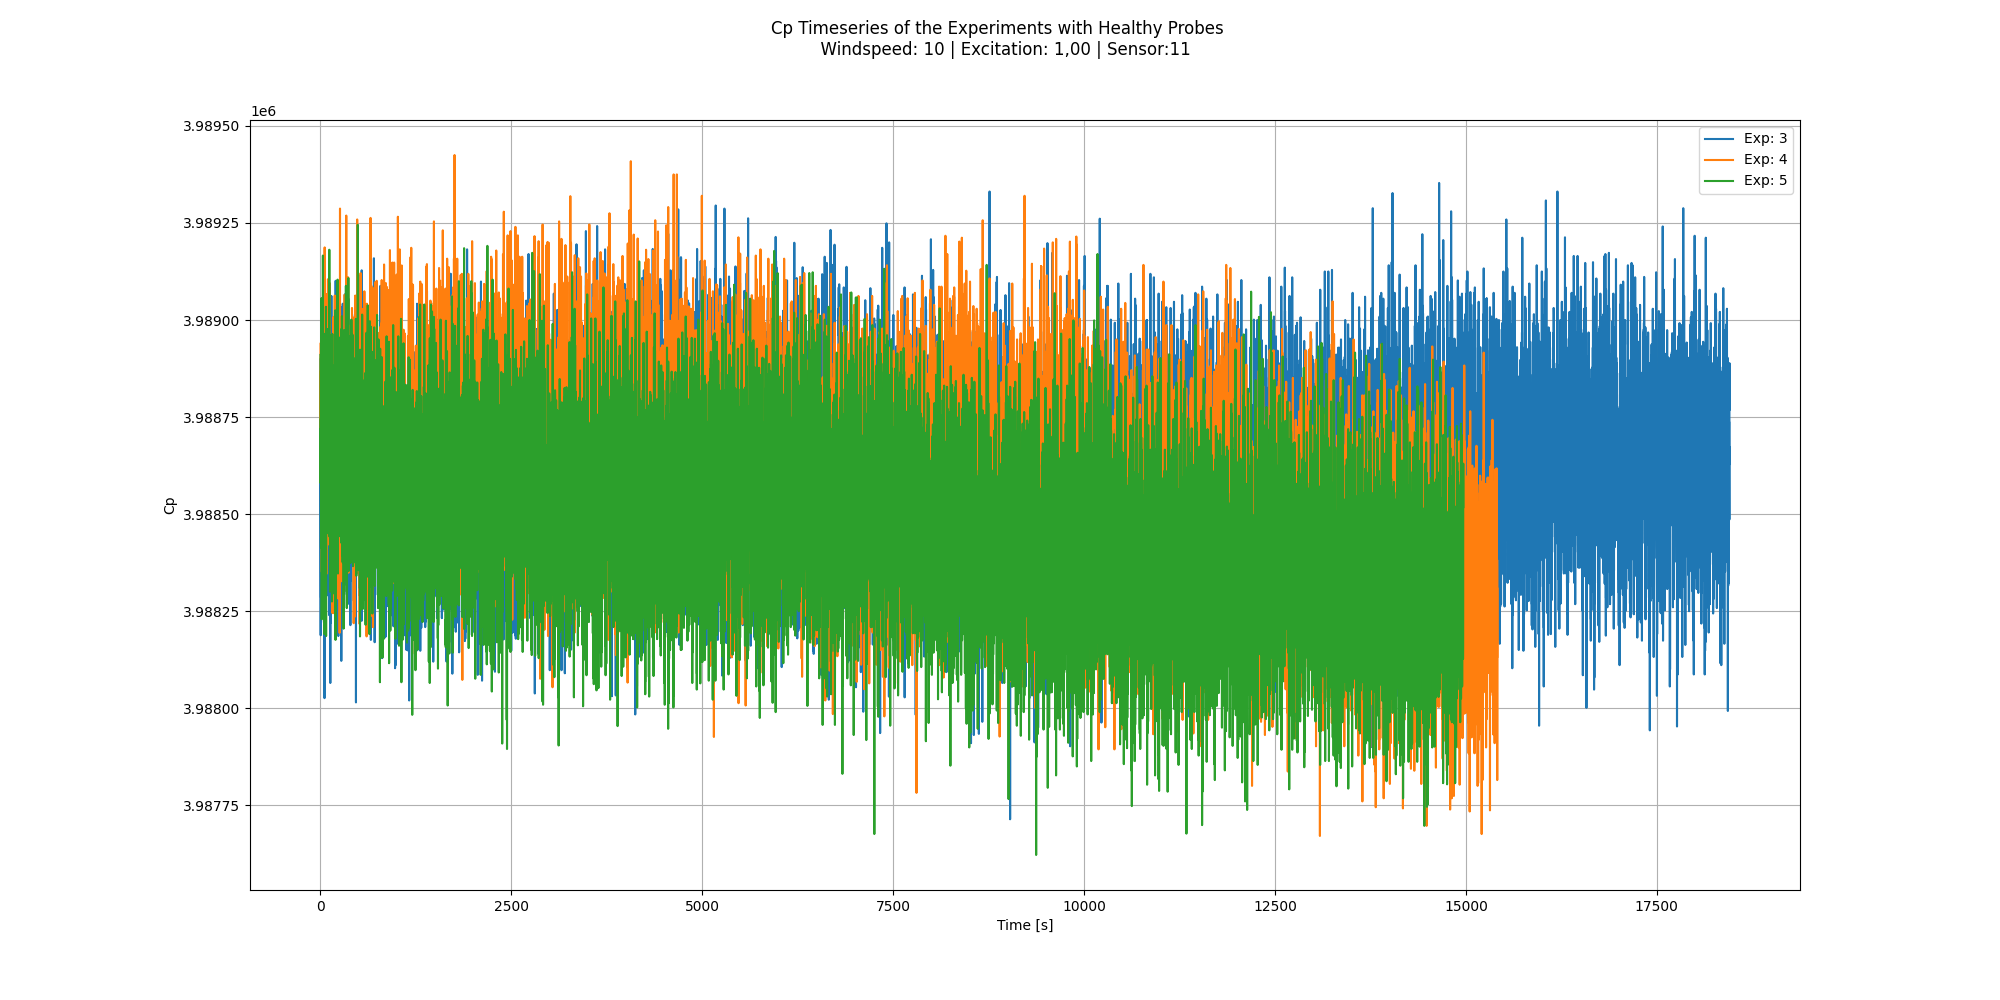 Cp Timeseries of the Experiments with Healthy Probes
Windspeed: 10 | Excitation: 1,00 | Sensor:11
1e6
3.98950
3.98925
3.98900
3.98875
3.98850
3.98825
3.98800
3.98775
Cp
Exp: 3
Exp: 4
Exp: 5
0 2500 5000 7500 10000 12500 15000 17500
Time [s]